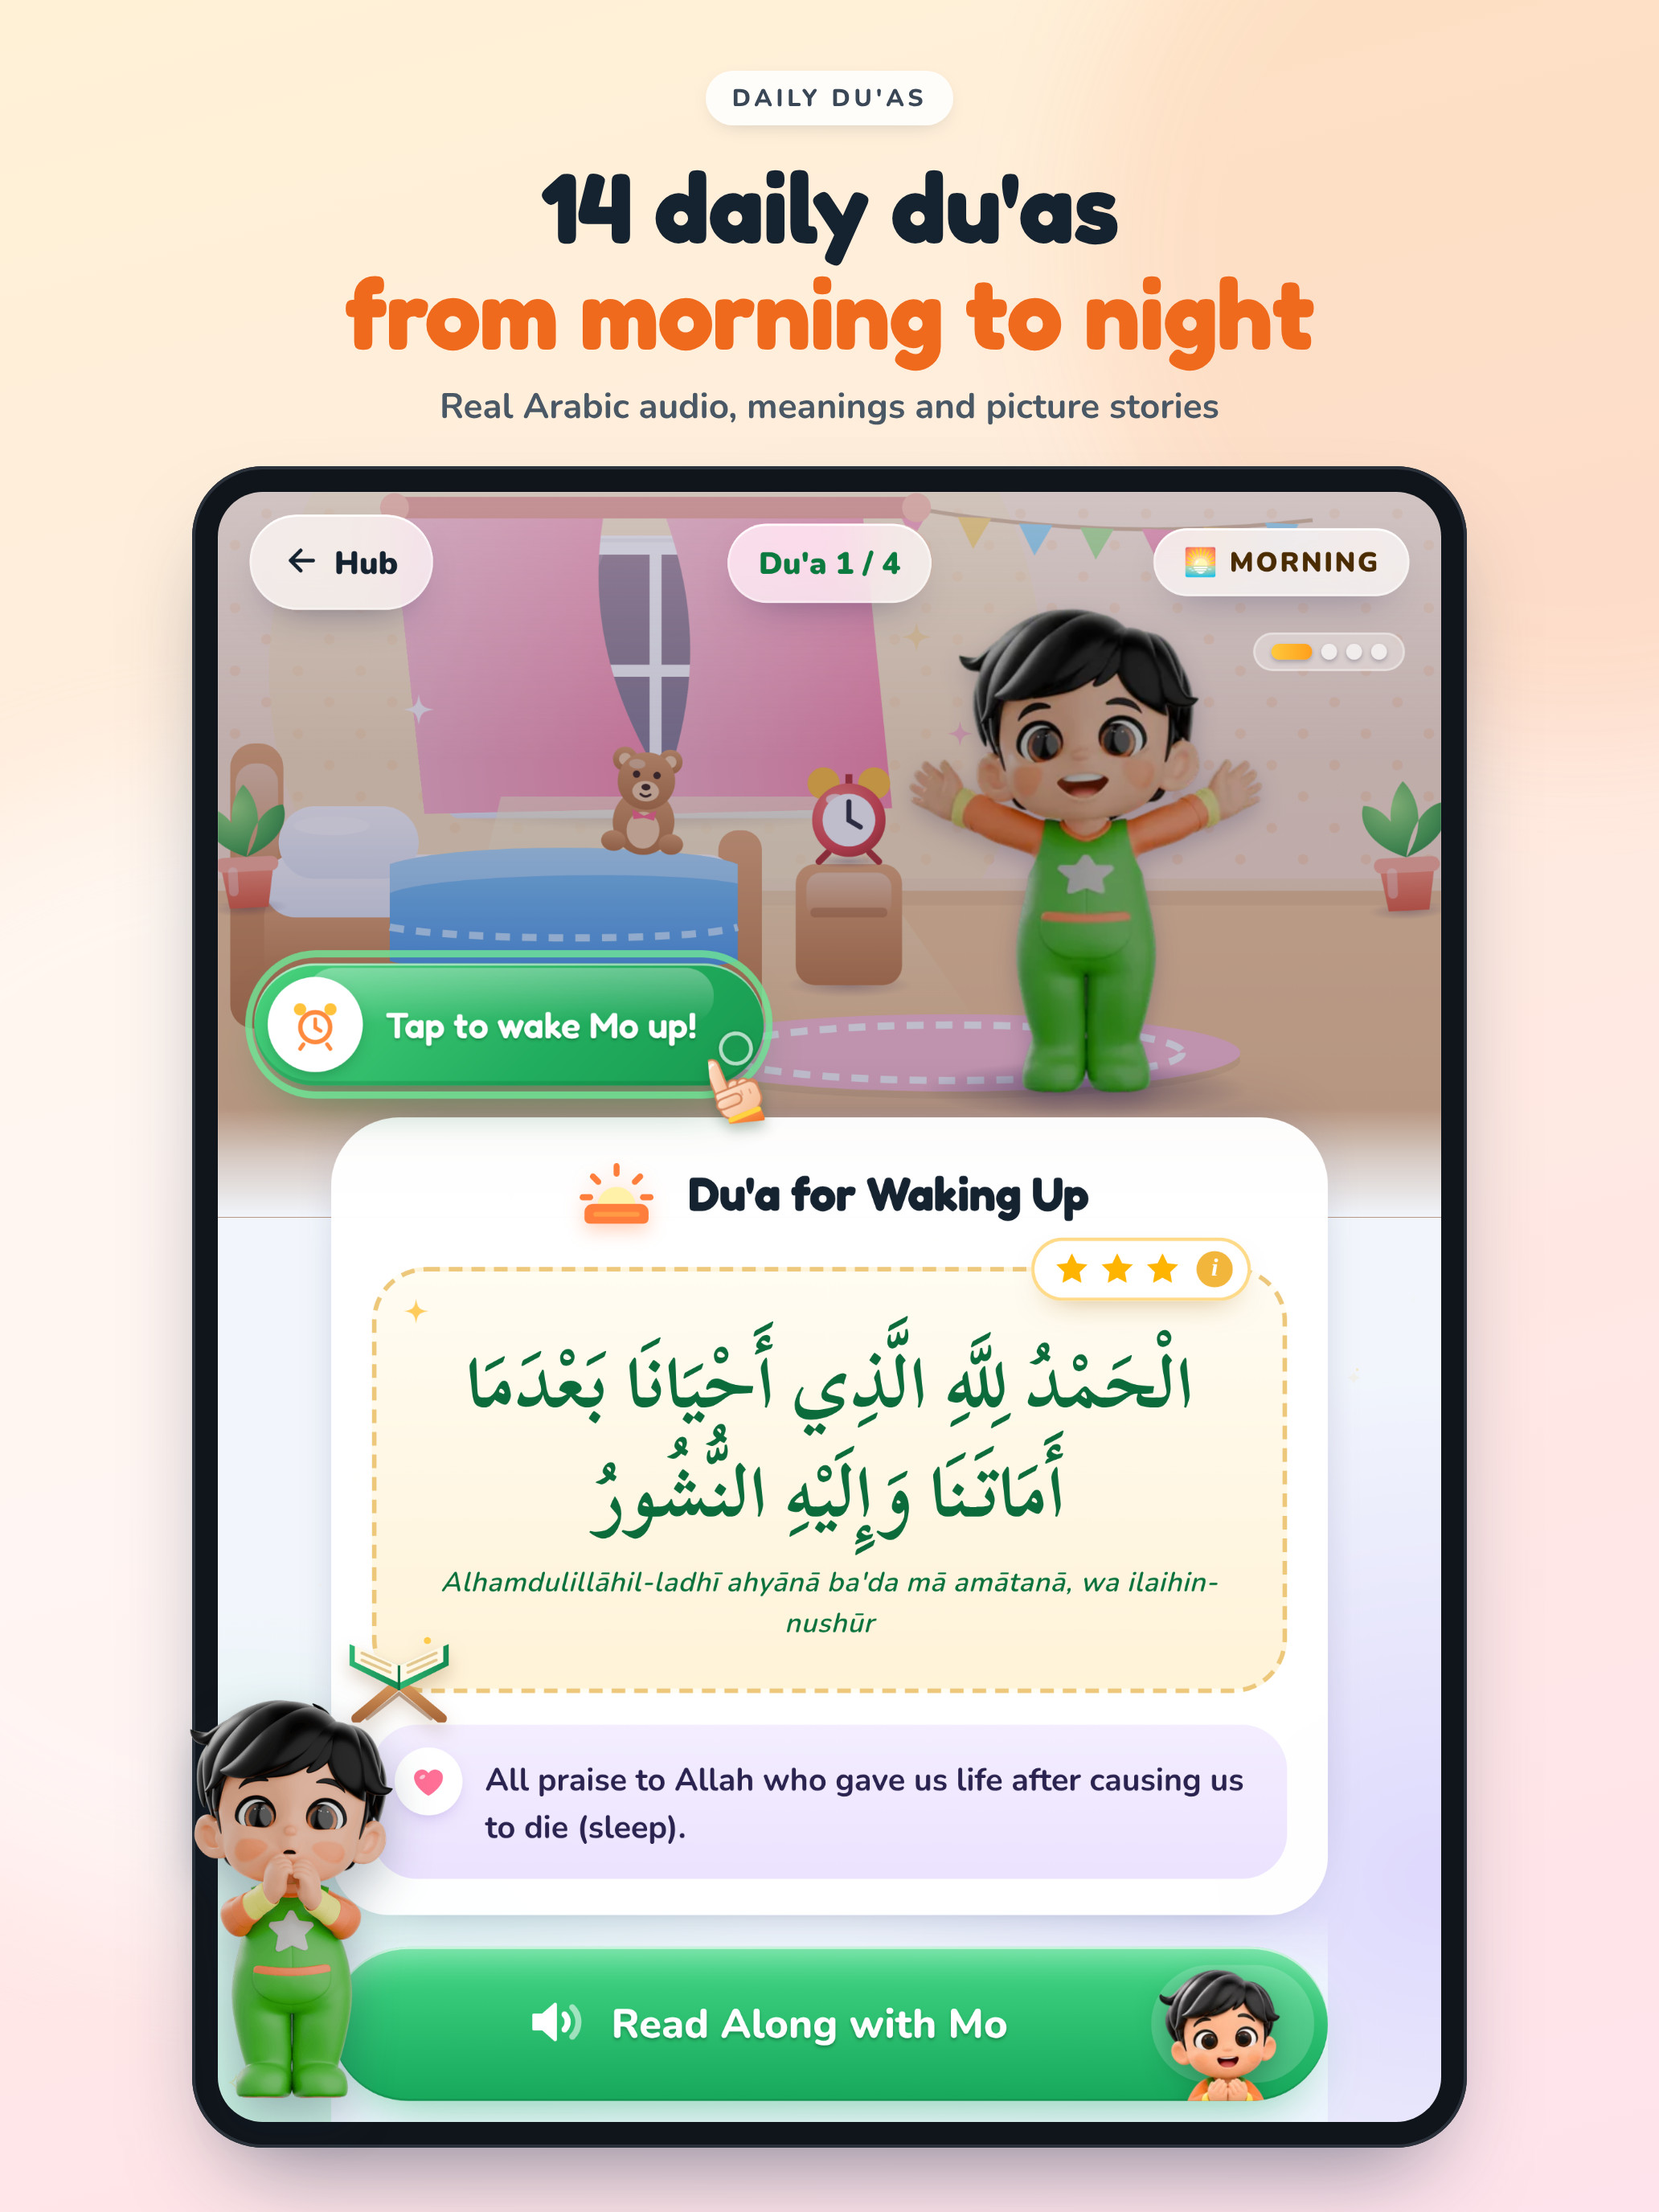 DAILY DU'AS
14 daily du'as
from morning to night
Real Arabic audio, meanings and picture stories
Hub
Du'a 1 / 4
MORNING
Tap to wake Mo up!
Du'a for Waking Up
i
الْحَمْدُ لِلَّهِ الَّذِي أَحْيَانَا بَعْدَمَا
أَمَاتَنَا وَإِلَيْهِ النُّشُورُ
Alhamdulillāhil-ladhī ahyānā ba'da mā amātanā, wa ilaihin-
nushūr
All praise to Allah who gave us life after causing us
to die (sleep).
Read Along with Mo